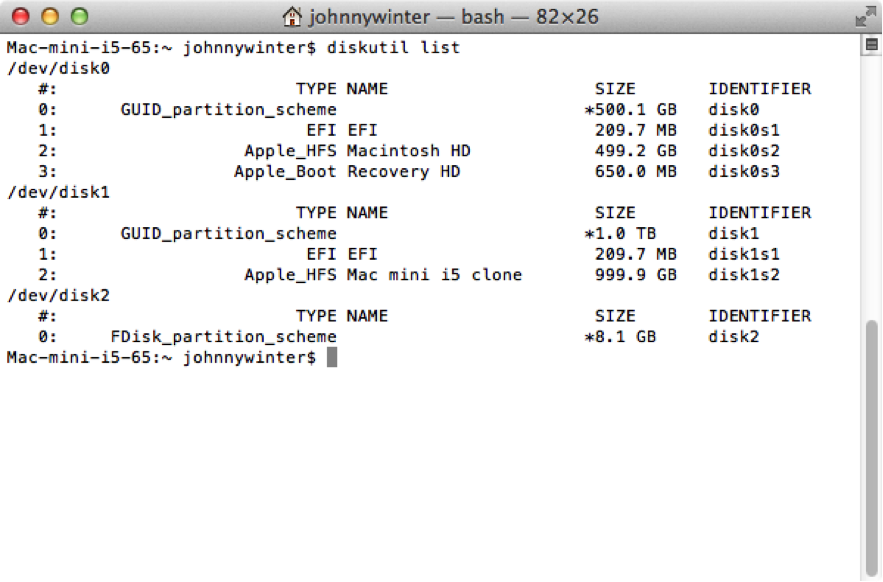 johnnywinter — bash — 82×26
Mac-mini-i5-65:~ johnnywinter$ diskutil list
/dev/disk0
   #:                       TYPE NAME                    SIZE       IDENTIFIER
   0:      GUID_partition_scheme                        *500.1 GB   disk0
   1:                        EFI EFI                     209.7 MB   disk0s1
   2:                  Apple_HFS Macintosh HD            499.2 GB   disk0s2
   3:                 Apple_Boot Recovery HD             650.0 MB   disk0s3
/dev/disk1
   #:                       TYPE NAME                    SIZE       IDENTIFIER
   0:      GUID_partition_scheme                        *1.0 TB     disk1
   1:                        EFI EFI                     209.7 MB   disk1s1
   2:                  Apple_HFS Mac mini i5 clone       999.9 GB   disk1s2
/dev/disk2
   #:                       TYPE NAME                    SIZE       IDENTIFIER
   0:     FDisk_partition_scheme                        *8.1 GB     disk2
Mac-mini-i5-65:~ johnnywinter$